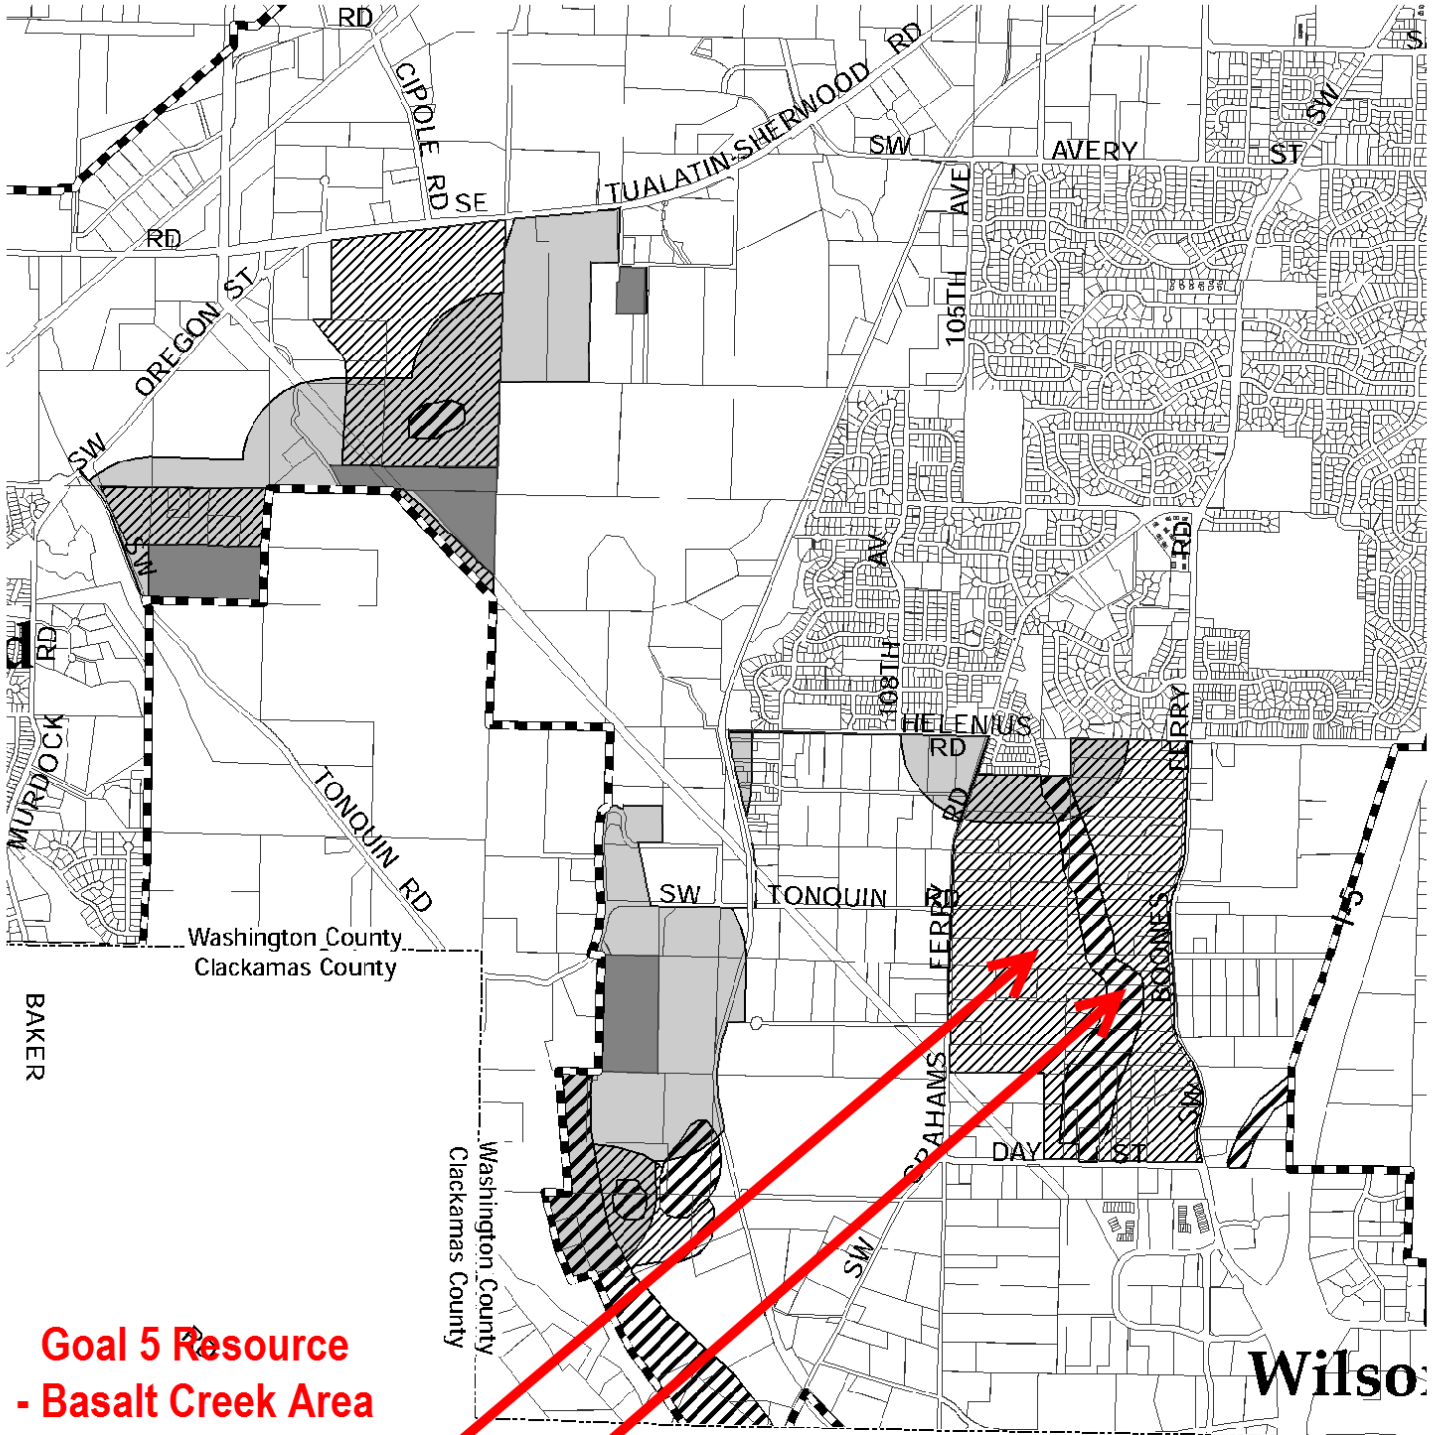 RD
CIPOLE RD
TUALATIN-SHERWOOD RD
SW
SW AVERY ST
SE
RD
105TH AVE
OREGON ST
SW
SW
AV
RD
RD
108TH
HELENIUS
RD
FERRY
MURDOCK
TONQUIN RD
RD
SW TONQUIN RD
FERRY
BOONES
I-5
Washington County
Clackamas County
BAKER
GRAHAMS
SW
DAY ST
Washington County
Clackamas County
SW
RD
Goal 5 Resource
- Basalt Creek Area
Wilso